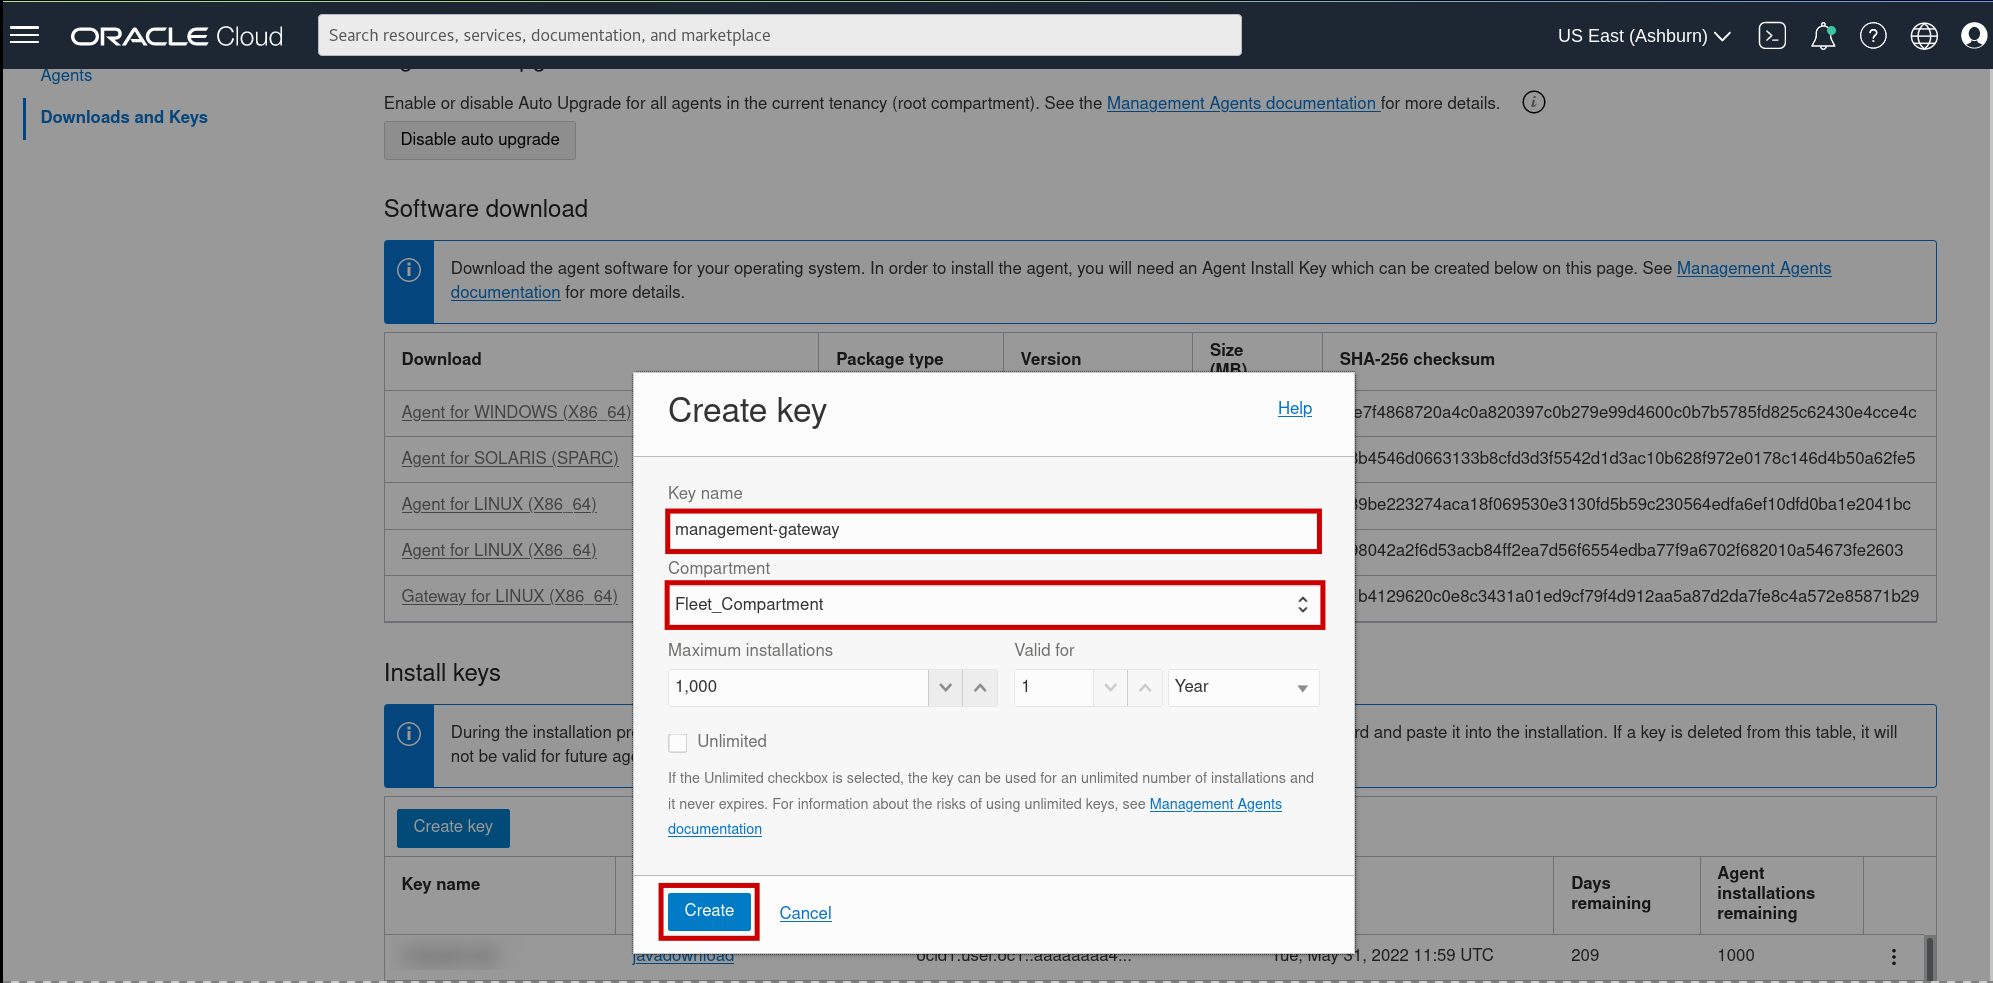 ORACLE Cloud
Search resources, services, documentation, and marketplace
US East (Ashburn)
Agents
Downloads and Keys
Enable or disable Auto Upgrade for all agents in the current tenancy (root compartment). See the Management Agents documentation for more details.
Disable auto upgrade
Software download
Download the agent software for your operating system. In order to install the agent, you will need an Agent Install Key which can be created below on this page. See Management Agents
documentation for more details.
Download Package type Version Size (MB) SHA-256 checksum
Agent for WINDOWS (X86_64) e7f4868720a4c0a820397c0b279e99d4600c0b7b5785fd825c62430e4cce4c
Agent for SOLARIS (SPARC) 3b4546d0663133b8cfd3d3f5542d1d3ac10b628f972e0178c146d4b50a62fe5
Agent for LINUX (X86_64) 39be223274aca18f069530e3130fd5b59c230564edfa6ef10dfd0ba1e2041bc
Agent for LINUX (X86_64) 98042a2f6d53acb84ff2ea7d56f6554edba77f9a6702f682010a54673fe2603
Gateway for LINUX (X86_64) b4129620c0e8c3431a01ed9cf79f4d912aa5a87d2da7fe8c4a572e85871b29
Create key
Help
Key name
management-gateway
Compartment
Fleet_Compartment
Maximum installations Valid for
1,000 1 Year
Unlimited
If the Unlimited checkbox is selected, the key can be used for an unlimited number of installations and
it never expires. For information about the risks of using unlimited keys, see Management Agents
documentation
Create Cancel
Install keys
During the installation pr rd and paste it into the installation. If a key is deleted from this table, it will
not be valid for future age
Create key
Key name Days remaining Agent installations remaining
javadownload ocid1.user.oc1..aaaaaaaa4... Tue, May 31, 2022 11:59 UTC 209 1000